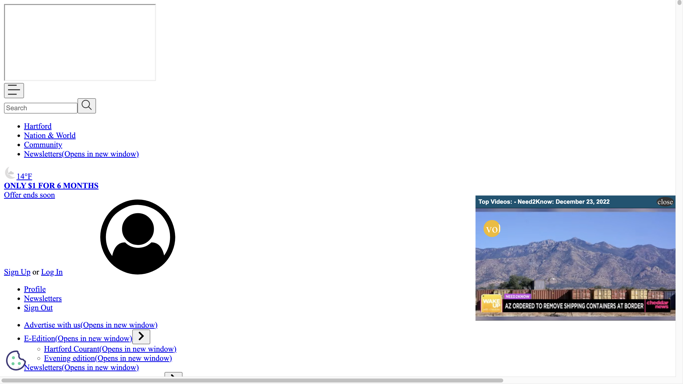 Search
Hartford
Nation & World
Community
Newsletters(Opens in new window)
14°F
ONLY $1 FOR 6 MONTHS
Offer ends soon
Sign Up or Log In
Profile
Newsletters
Sign Out
Advertise with us(Opens in new window)
E-Edition(Opens in new window)
Hartford Courant(Opens in new window)
Evening edition(Opens in new window)
Newsletters(Opens in new window)
Top Videos: - Need2Know: December 23, 2022
close
vol
NEED2KNOW
AZ ORDERED TO REMOVE SHIPPING CONTAINERS AT BORDER
cheddar
news